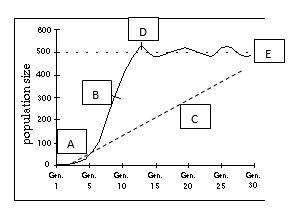 D
600
500
E
400
B
300
200
C
100
A
0
population size
Gen. Gen. Gen. Gen. Gen. Gen. Gen.
1 5 10 15 20 25 30